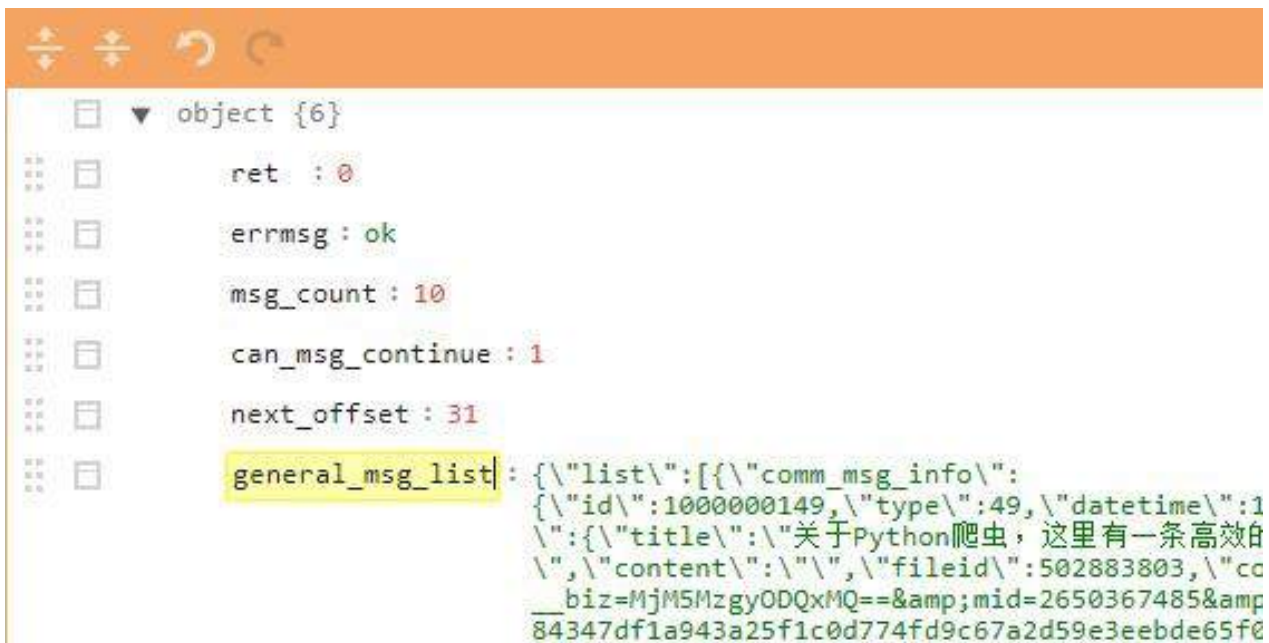 object {6}
ret : 0
errmsg : ok
msg_count : 10
can_msg_continue : 1
next_offset : 31
general_msg_list : {\"list\":[{\"comm_msg_info\":
{\"id\":1000000149,\"type\":49,\"datetime\":1
\":{\"title\":\"关于Python爬虫，这里有一条高效的
\",\"content\":\"\",\"fileid\":502883803,\"co
__biz=MjM5MzgyODQxMQ==&amp;mid=2650367485&amp
84347df1a943a25f1c0d774fd9c67a2d59e3eebde65f0